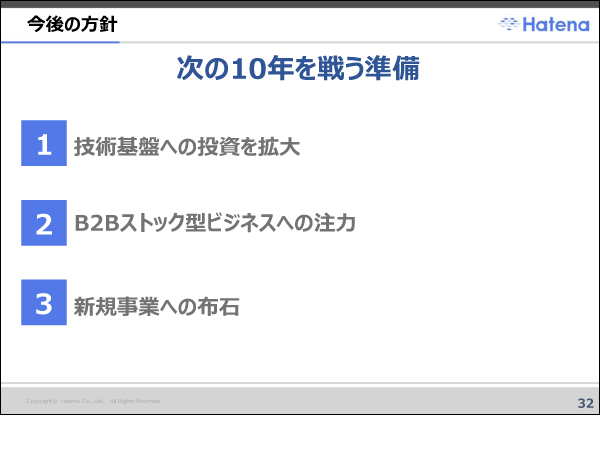 今後の方針
Hatena
次の10年を戦う準備
1 技術基盤への投資を拡大
2 B2Bストック型ビジネスへの注力
3 新規事業への布石
Copyright© Hatena Co., Ltd. All Rights Reserved.
32